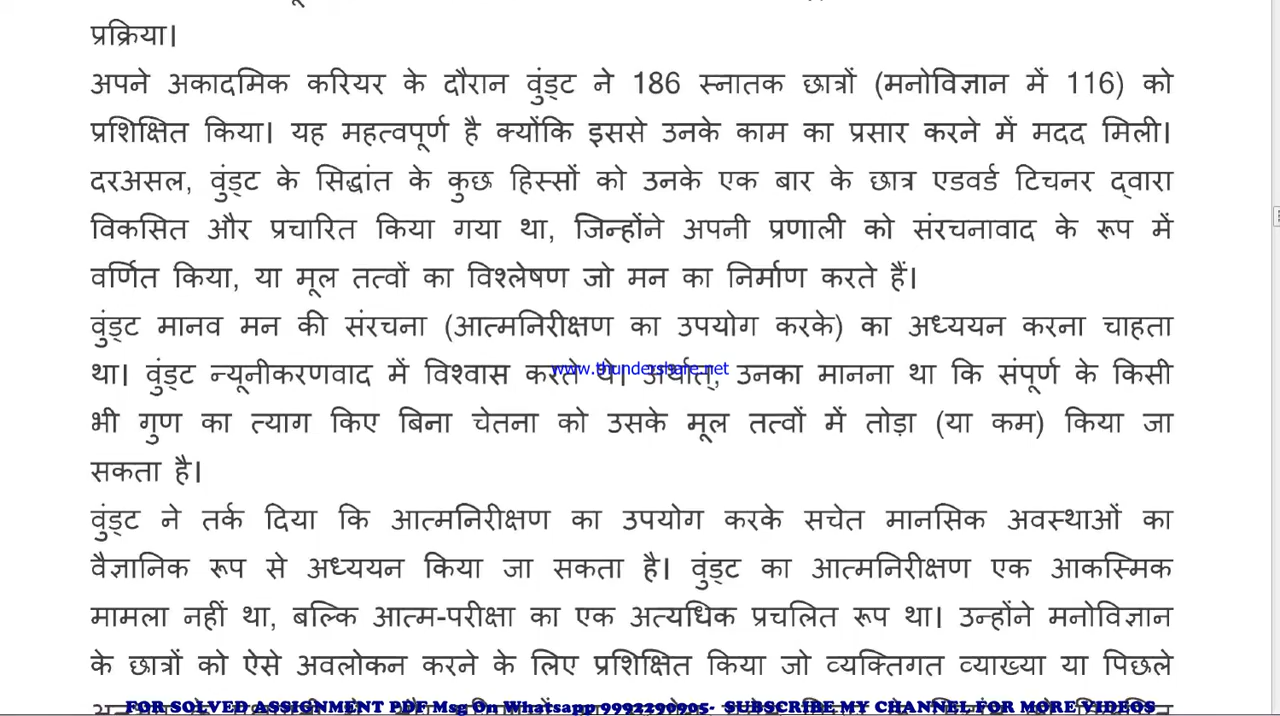 प्रक्रिया।
अपने अकादमिक करियर के दौरान वुंड्ट ने 186 स्नातक छात्रों (मनोविज्ञान में 116) को
प्रशिक्षित किया। यह महत्वपूर्ण है क्योंकि इससे उनके काम का प्रसार करने में मदद मिली।
दरअसल, वुंड्ट के सिद्धांत के कुछ हिस्सों को उनके एक बार के छात्र एडवर्ड टिचनर द्वारा
विकसित और प्रचारित किया गया था, जिन्होंने अपनी प्रणाली को संरचनावाद के रूप में
वर्णित किया, या मूल तत्वों का विश्लेषण जो मन का निर्माण करते हैं।
वुंड्ट मानव मन की संरचना (आत्मनिरीक्षण का उपयोग करके) का अध्ययन करना चाहता
था। वुंड्ट न्यूनीकरणवाद में विश्वास करते थे। अर्थात्, उनका मानना था कि संपूर्ण के किसी
www.thundershare.net
भी गुण का त्याग किए बिना चेतना को उसके मूल तत्वों में तोड़ा (या कम) किया जा
सकता है।
वुंड्ट ने तर्क दिया कि आत्मनिरीक्षण का उपयोग करके सचेत मानसिक अवस्थाओं का
वैज्ञानिक रूप से अध्ययन किया जा सकता है। वुंड्ट का आत्मनिरीक्षण एक आकस्मिक
मामला नहीं था, बल्कि आत्म-परीक्षा का एक अत्यधिक प्रचलित रूप था। उन्होंने मनोविज्ञान
के छात्रों को ऐसे अवलोकन करने के लिए प्रशिक्षित किया जो व्यक्तिगत व्याख्या या पिछले
FOR SOLVED ASSIGNMENT PDF Msg On Whatsapp 9992290905- SUBSCRIBE MY CHANNEL FOR MORE VIDEOS